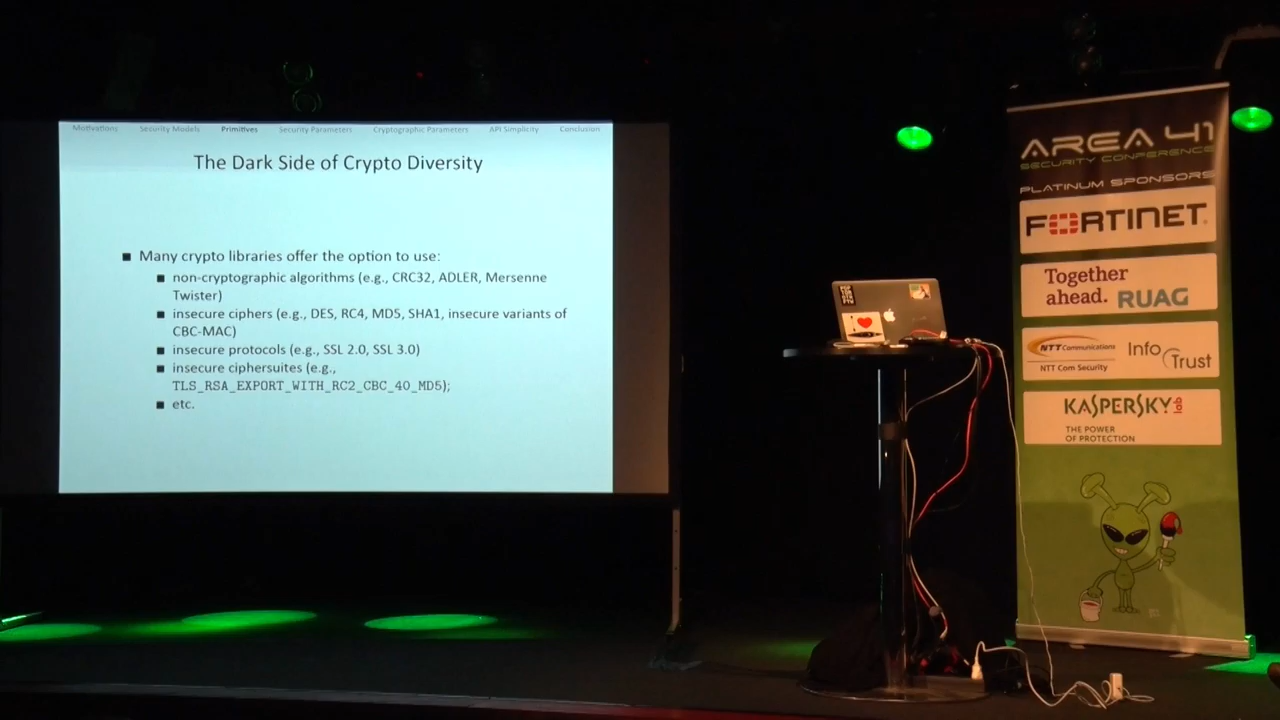 Motivations Security Models Primitives Security Parameters Cryptographic Parameters API Simplicity Conclusion
The Dark Side of Crypto Diversity
Many crypto libraries offer the option to use:
non-cryptographic algorithms (e.g., CRC32, ADLER, Mersenne
Twister)
insecure ciphers (e.g., DES, RC4, MD5, SHA1, insecure variants of
CBC-MAC)
insecure protocols (e.g., SSL 2.0, SSL 3.0)
insecure ciphersuites (e.g.,
TLS_RSA_EXPORT_WITH_RC2_CBC_40_MD5);
etc.
AREA 41
SECURITY CONFERENCE
PLATINUM SPONSORS
FORTINET
Together
ahead. RUAG
NTT Communications
NTT Com Security
Info
Trust
KASPERSKY lab
THE POWER
OF PROTECTION